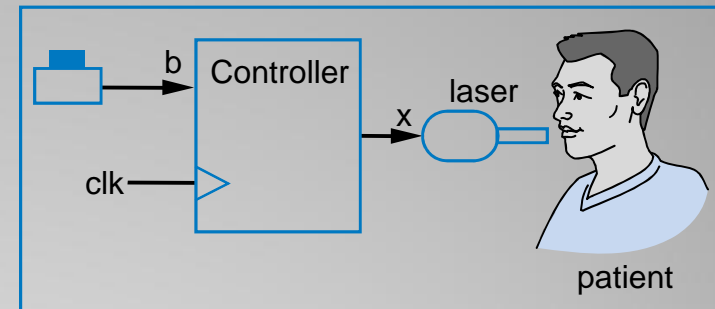 b
Controller
laser
x
clk
patient